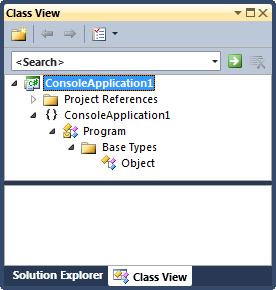 Class View
<Search>
C#
ConsoleApplication1
Project References
{ } ConsoleApplication1
Program
Base Types
Object
Solution Explorer Class View